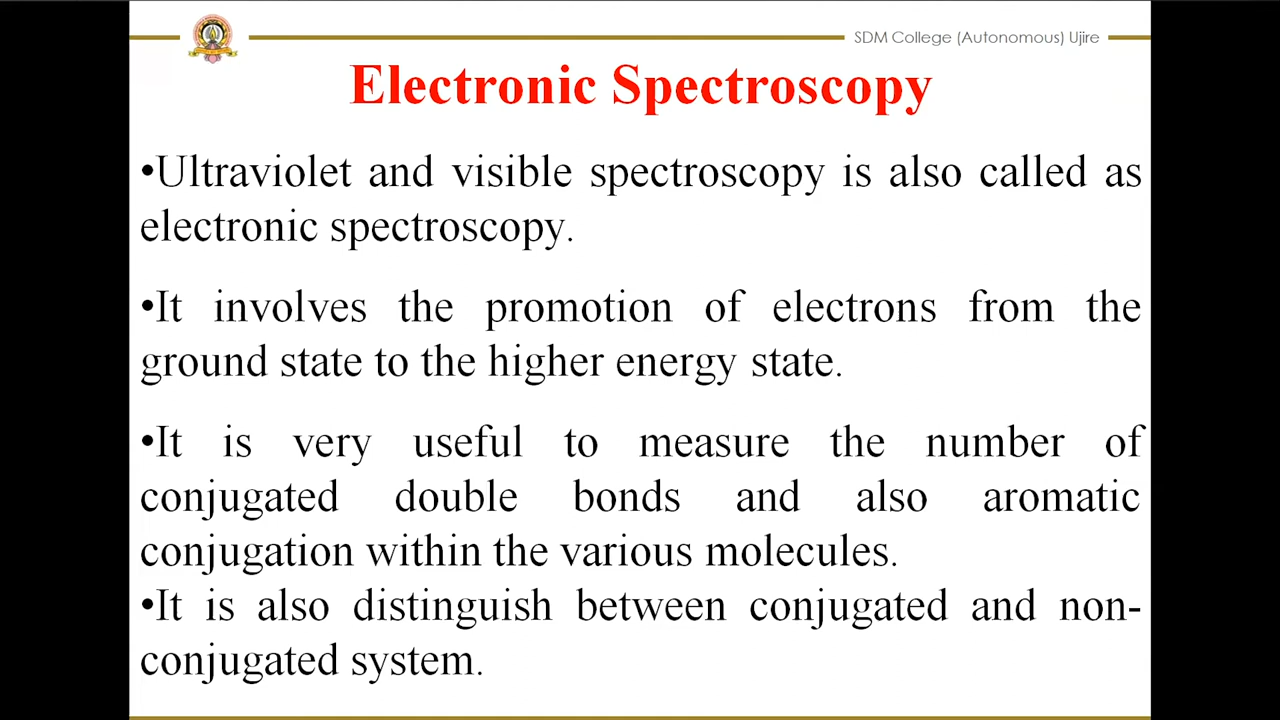 SDM College (Autonomous) Ujire
Electronic Spectroscopy
•Ultraviolet and visible spectroscopy is also called as
electronic spectroscopy.
•It involves the promotion of electrons from the
ground state to the higher energy state.
•It is very useful to measure the number of
conjugated double bonds and also aromatic
conjugation within the various molecules.
•It is also distinguish between conjugated and non-
conjugated system.